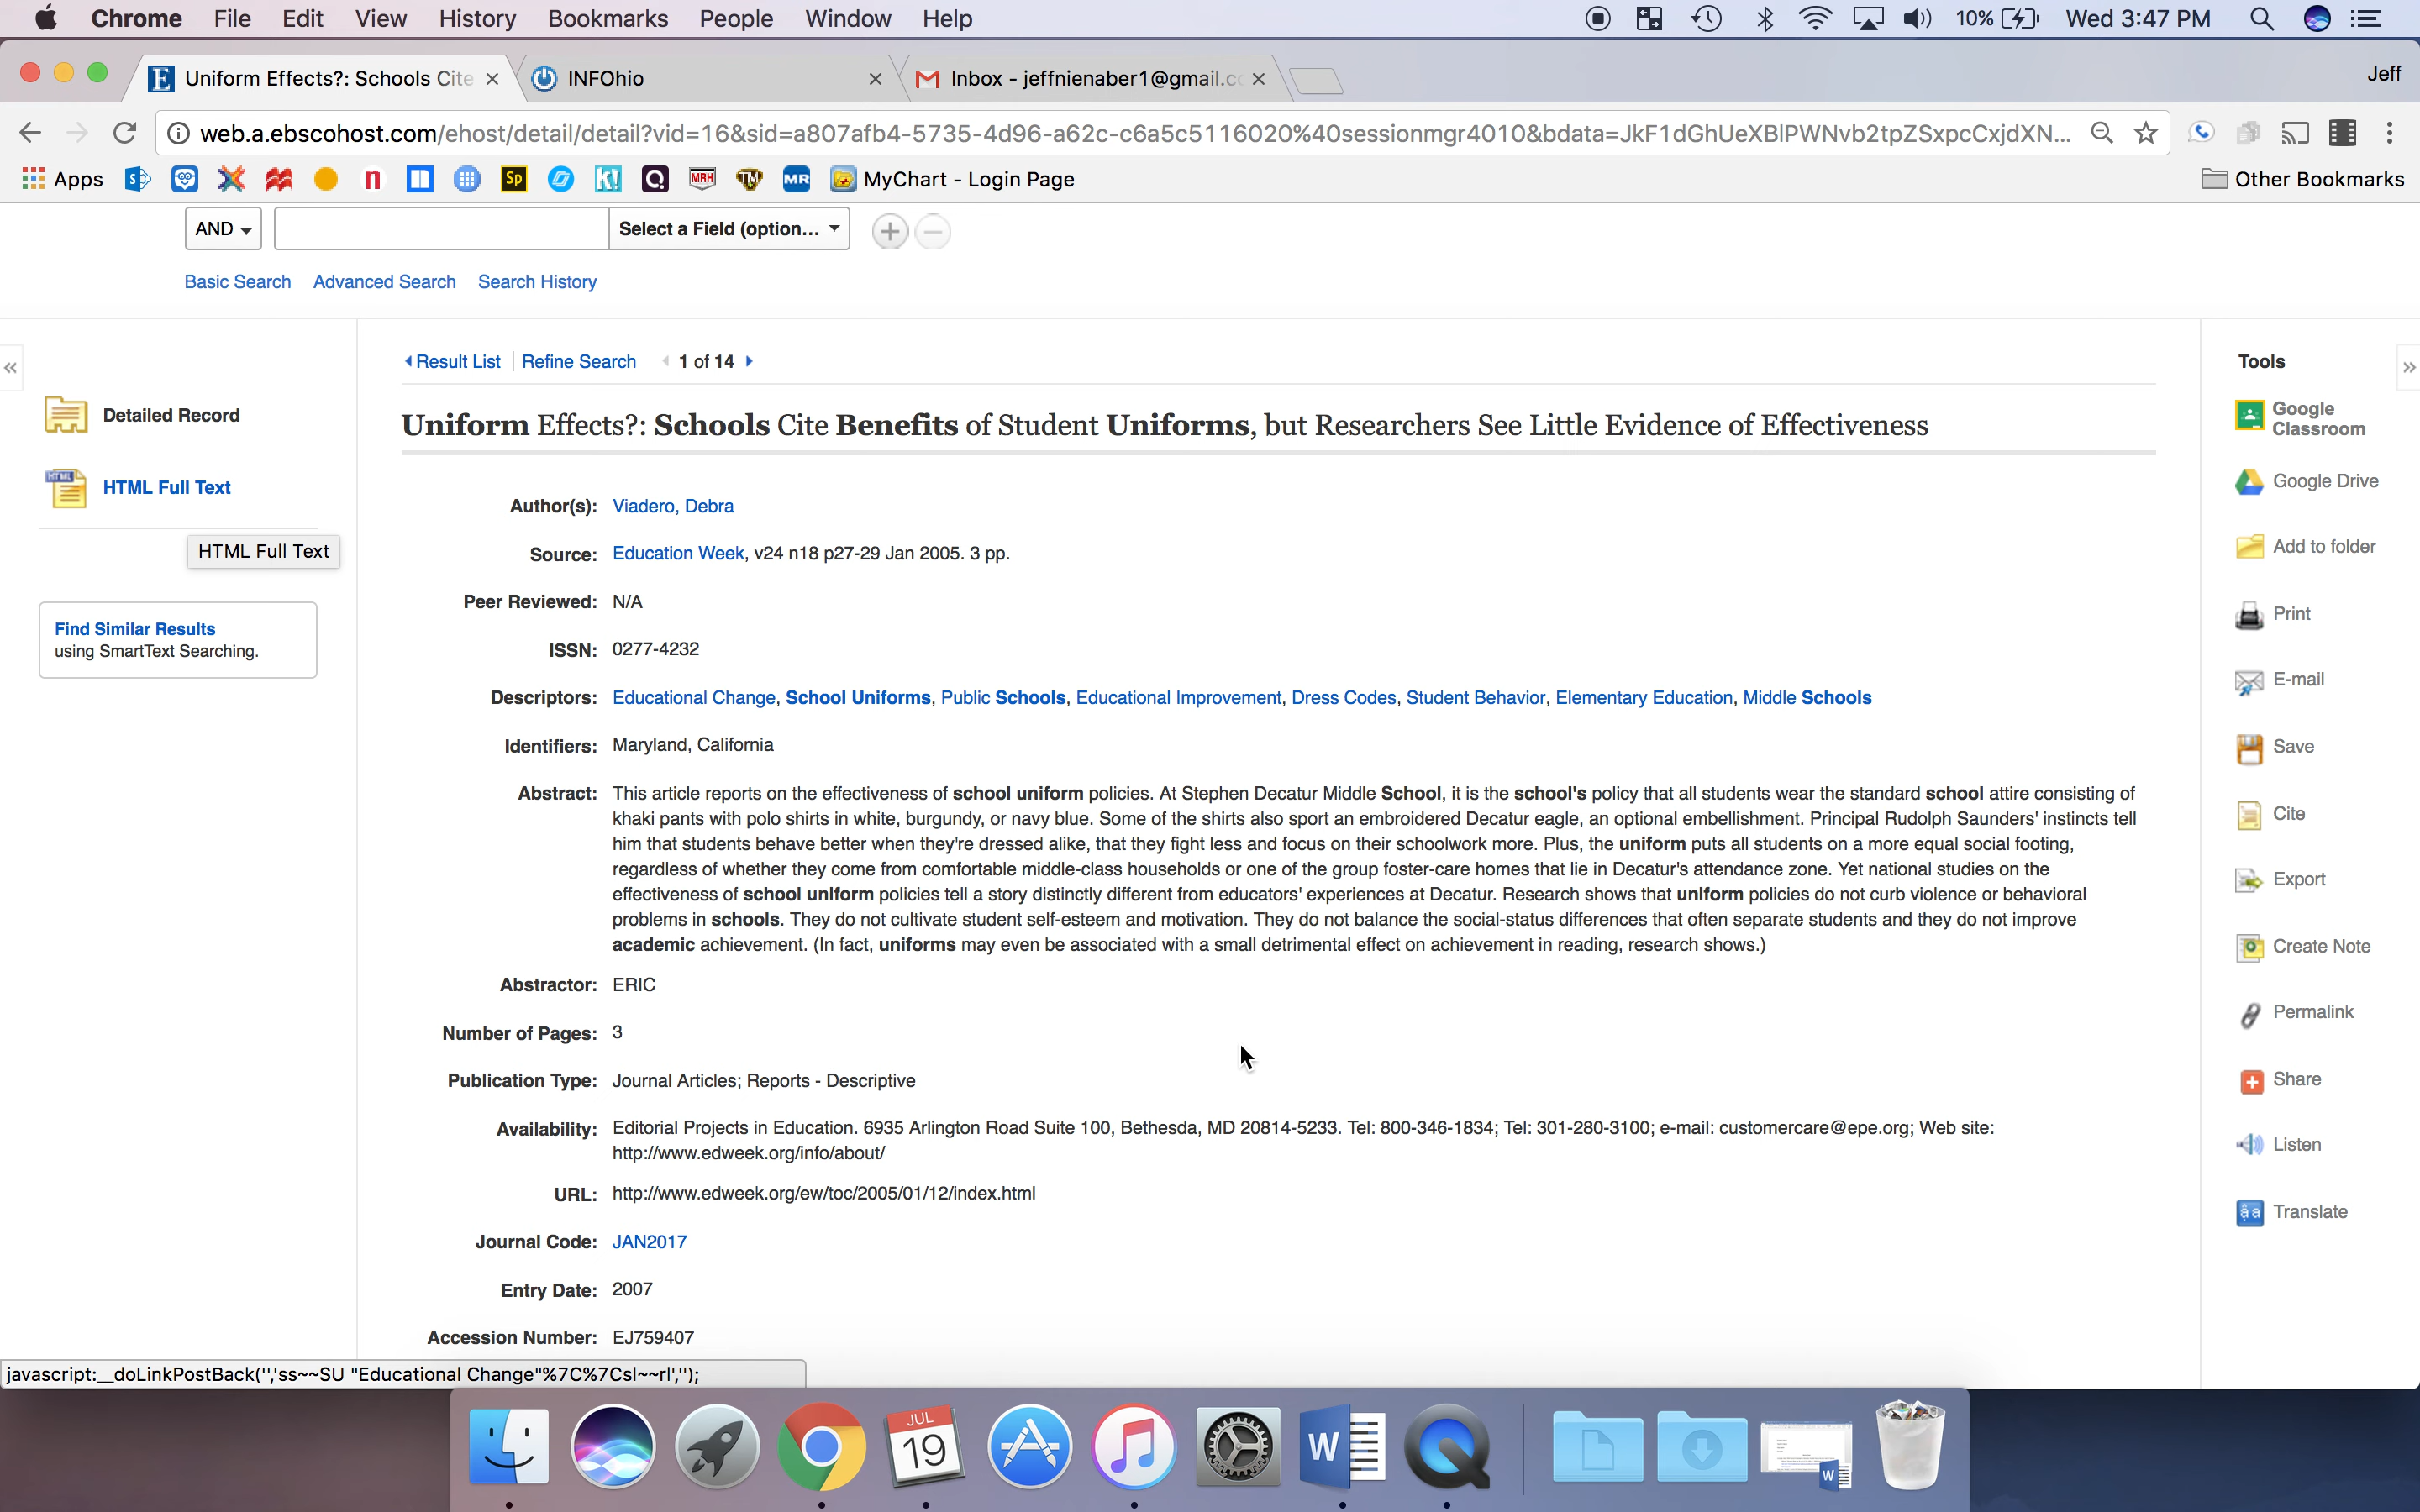 Chrome File Edit View History Bookmarks People Window Help 10% Wed 3:47 PM
Uniform Effects?: Schools Cite INFOhio Inbox - jeffnienaber1@gmail.c Jeff
web.a.ebscohost.com/ehost/detail/detail?vid=16&sid=a807afb4-5735-4d96-a62c-c6a5c5116020%40sessionmgr4010&bdata=JkF1dGhUeXBlPWNvb2tpZSxpcCxjdXN...
Apps S Sp K! Q MRH TM MR MyChart - Login Page Other Bookmarks
AND Select a Field (option...
Basic Search Advanced Search Search History
Result List Refine Search 1 of 14
Tools
Detailed Record
HTML Full Text
HTML Full Text
Find Similar Results
using SmartText Searching.
Uniform Effects?: Schools Cite Benefits of Student Uniforms, but Researchers See Little Evidence of Effectiveness
Author(s): Viadero, Debra
Source: Education Week, v24 n18 p27-29 Jan 2005. 3 pp.
Peer Reviewed: N/A
ISSN: 0277-4232
Descriptors: Educational Change, School Uniforms, Public Schools, Educational Improvement, Dress Codes, Student Behavior, Elementary Education, Middle Schools
Identifiers: Maryland, California
Abstract: This article reports on the effectiveness of school uniform policies. At Stephen Decatur Middle School, it is the school's policy that all students wear the standard school attire consisting of
khaki pants with polo shirts in white, burgundy, or navy blue. Some of the shirts also sport an embroidered Decatur eagle, an optional embellishment. Principal Rudolph Saunders' instincts tell
him that students behave better when they're dressed alike, that they fight less and focus on their schoolwork more. Plus, the uniform puts all students on a more equal social footing,
regardless of whether they come from comfortable middle-class households or one of the group foster-care homes that lie in Decatur's attendance zone. Yet national studies on the
effectiveness of school uniform policies tell a story distinctly different from educators' experiences at Decatur. Research shows that uniform policies do not curb violence or behavioral
problems in schools. They do not cultivate student self-esteem and motivation. They do not balance the social-status differences that often separate students and they do not improve
academic achievement. (In fact, uniforms may even be associated with a small detrimental effect on achievement in reading, research shows.)
Abstractor: ERIC
Number of Pages: 3
Publication Type: Journal Articles; Reports - Descriptive
Availability: Editorial Projects in Education. 6935 Arlington Road Suite 100, Bethesda, MD 20814-5233. Tel: 800-346-1834; Tel: 301-280-3100; e-mail: customercare@epe.org; Web site:
http://www.edweek.org/info/about/
URL: http://www.edweek.org/ew/toc/2005/01/12/index.html
Journal Code: JAN2017
Entry Date: 2007
Accession Number: EJ759407
Google
Classroom
Google Drive
Add to folder
Print
E-mail
Save
Cite
Export
Create Note
Permalink
Share
Listen
Translate
javascript:__doLinkPostBack('','ss~~SU "Educational Change"%7C%7Csl~~rl','');
JUL
19
W
W